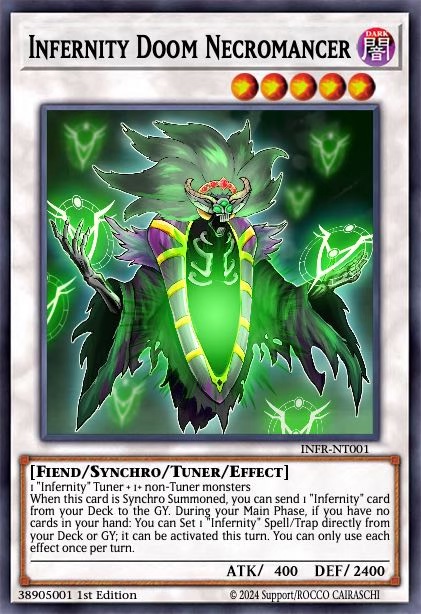 INFERNITY DOOM NECROMANCER
DARK
闇
INFR-NT001
[FIEND/SYNCHRO/TUNER/EFFECT]
1 "Infernity" Tuner + 1+ non-Tuner monsters
When this card is Synchro Summoned, you can send 1 "Infernity" card
from your Deck to the GY. During your Main Phase, if you have no
cards in your hand: You can Set 1 "Infernity" Spell/Trap directly from
your Deck or GY; it can be activated this turn. You can only use each
effect once per turn.
ATK/ 400 DEF/ 2400
38905001 1st Edition
© 2024 Support/ROCCO CAIRASCHI